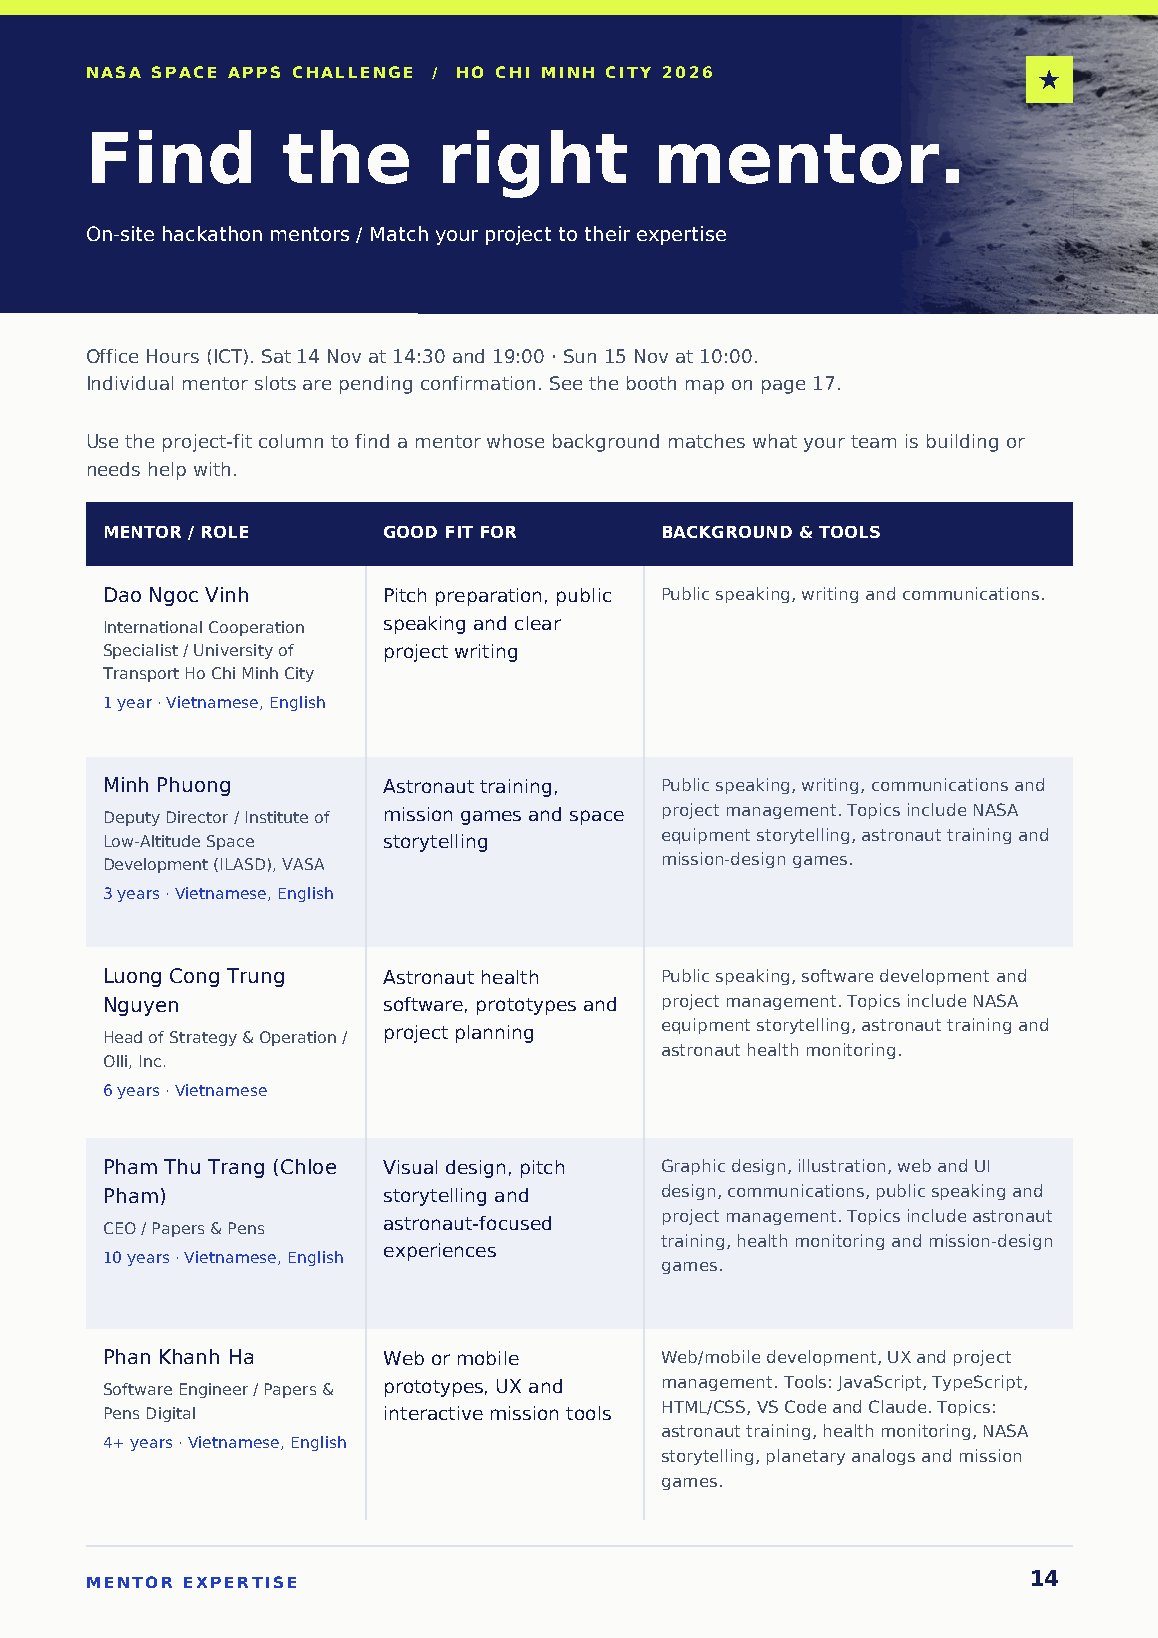 NASA SPACE APPS CHALLENGE / HO CHI MINH CITY 2026
Find the right mentor.
On-site hackathon mentors / Match your project to their expertise
Office Hours (ICT). Sat 14 Nov at 14:30 and 19:00 · Sun 15 Nov at 10:00.
Individual mentor slots are pending confirmation. See the booth map on page 17.
Use the project-fit column to find a mentor whose background matches what your team is building or
needs help with.
MENTOR / ROLE
GOOD FIT FOR
BACKGROUND & TOOLS
Dao Ngoc Vinh
International Cooperation
Specialist / University of
Transport Ho Chi Minh City
1 year · Vietnamese, English
Pitch preparation, public
speaking and clear
project writing
Public speaking, writing and communications.
Minh Phuong
Deputy Director / Institute of
Low-Altitude Space
Development (ILASD), VASA
3 years · Vietnamese, English
Astronaut training,
mission games and space
storytelling
Public speaking, writing, communications and
project management. Topics include NASA
equipment storytelling, astronaut training and
mission-design games.
Luong Cong Trung
Nguyen
Head of Strategy & Operation /
Olli, Inc.
6 years · Vietnamese
Astronaut health
software, prototypes and
project planning
Public speaking, software development and
project management. Topics include NASA
equipment storytelling, astronaut training and
astronaut health monitoring.
Pham Thu Trang (Chloe
Pham)
CEO / Papers & Pens
10 years · Vietnamese, English
Visual design, pitch
storytelling and
astronaut-focused
experiences
Graphic design, illustration, web and UI
design, communications, public speaking and
project management. Topics include astronaut
training, health monitoring and mission-design
games.
Phan Khanh Ha
Software Engineer / Papers &
Pens Digital
4+ years · Vietnamese, English
Web or mobile
prototypes, UX and
interactive mission tools
Web/mobile development, UX and project
management. Tools: JavaScript, TypeScript,
HTML/CSS, VS Code and Claude. Topics:
astronaut training, health monitoring, NASA
storytelling, planetary analogs and mission
games.
MENTOR EXPERTISE
14